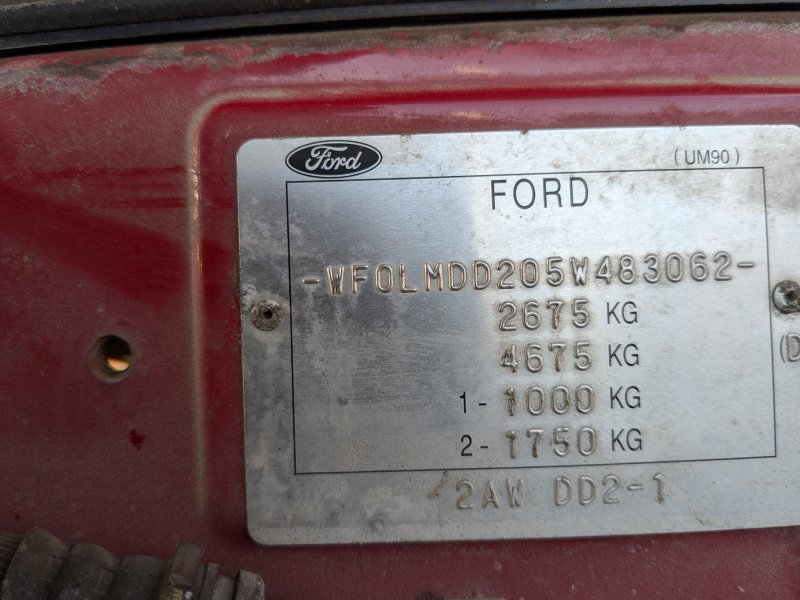 Ford
(UM90)
FORD
-WF0LMDD205W483062-
2675 KG
4675 KG
1- 1000 KG
2- 1750 KG
2AW DD2-1
(D